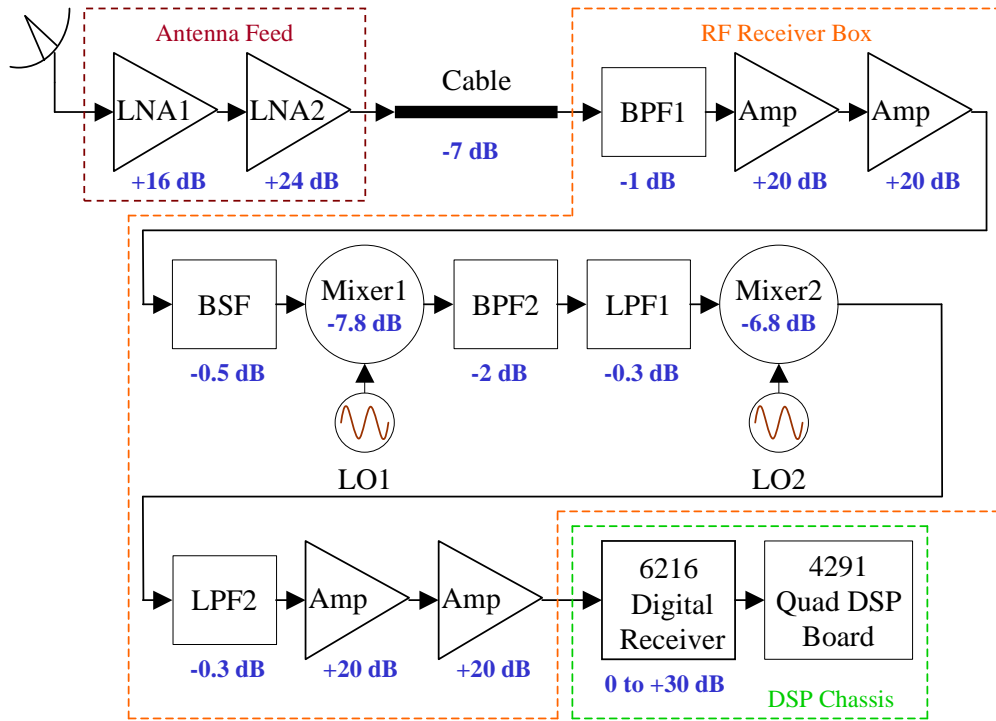 Antenna Feed
RF Receiver Box
LNA1
LNA2
Cable
BPF1
Amp
Amp
+16 dB
+24 dB
-7 dB
-1 dB
+20 dB
+20 dB
BSF
Mixer1
-7.8 dB
BPF2
LPF1
Mixer2
-6.8 dB
-0.5 dB
-2 dB
-0.3 dB
LO1
LO2
LPF2
Amp
Amp
6216
Digital
Receiver
4291
Quad DSP
Board
-0.3 dB
+20 dB
+20 dB
0 to +30 dB
DSP Chassis